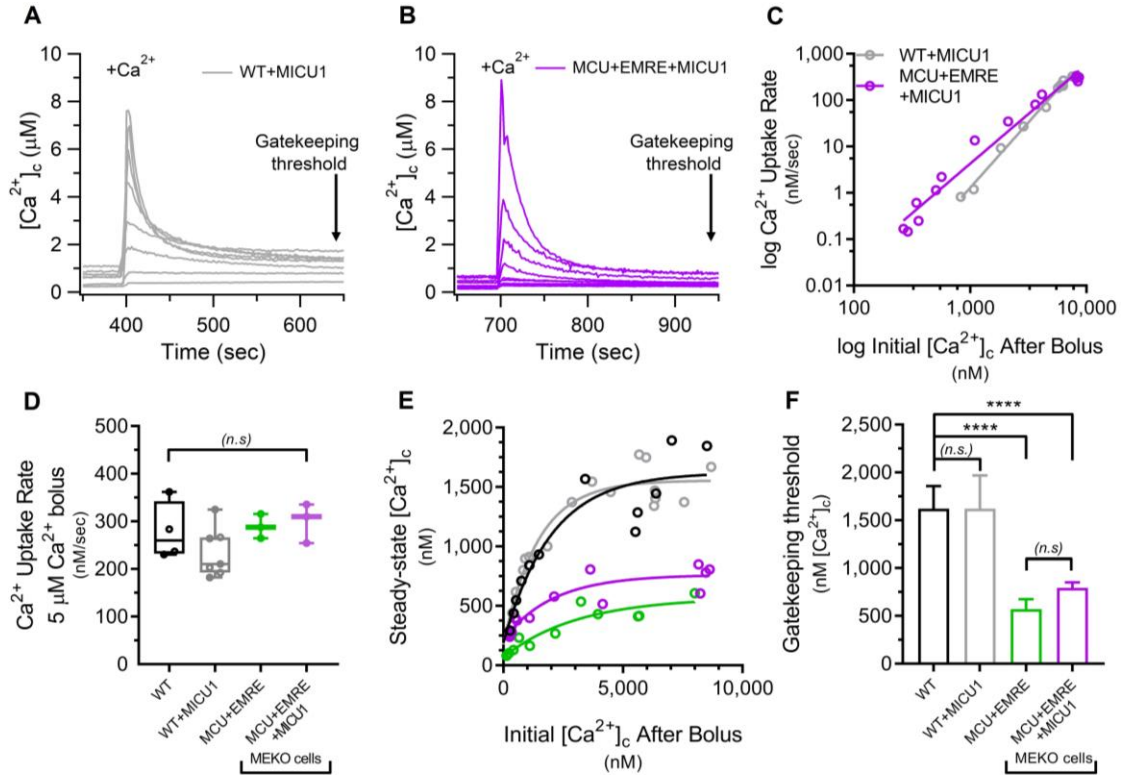 A
10
8
6
4
2
0
[Ca²⁺]c (μM)
+Ca²⁺
WT+MICU1
Gatekeeping
threshold
400
500
600
Time (sec)
B
10
8
6
4
2
0
[Ca²⁺]c (μM)
+Ca²⁺
MCU+EMRE+MICU1
Gatekeeping
threshold
700
800
900
Time (sec)
C
WT+MICU1
MCU+EMRE
+MICU1
1,000
100
10
1
0.1
0.01
log Ca²⁺ Uptake Rate
(nM/sec)
100
1,000
10,000
log Initial [Ca²⁺]c After Bolus
(nM)
D
500
400
300
200
100
0
Ca²⁺ Uptake Rate
5 μM Ca²⁺ bolus
(nM/sec)
(n.s)
WT
WT+MICU1
MCU+EMRE
MCU+EMRE
+MICU1
MEKO cells
E
2,000
1,500
1,000
500
0
Steady-state [Ca²⁺]c
(nM)
0
5,000
10,000
Initial [Ca²⁺]c After Bolus
(nM)
F
2,500
2,000
1,500
1,000
500
0
Gatekeeping threshold
(nM [Ca²⁺]c)
****
****
(n.s.)
(n.s)
WT
WT+MICU1
MCU+EMRE
MCU+EMRE
+MICU1
MEKO cells